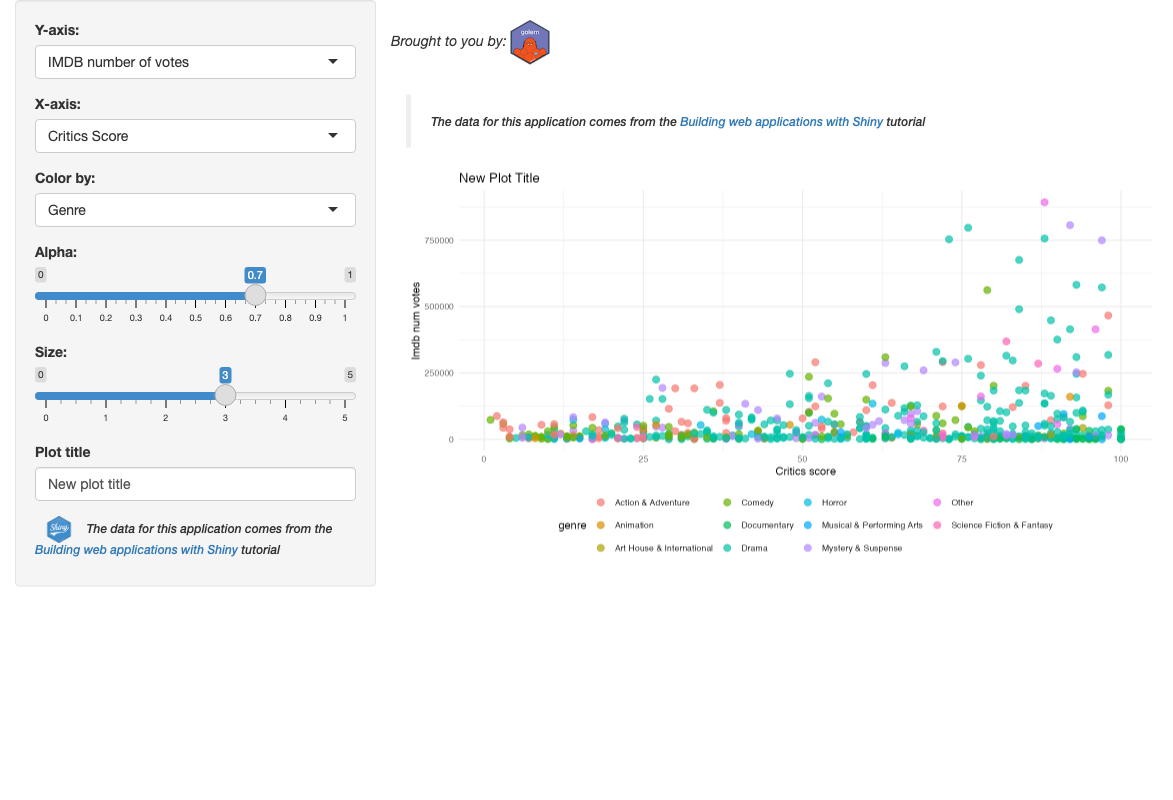 Y-axis:
IMDB number of votes
X-axis:
Critics Score
Color by:
Genre
Alpha:
0 0.7 1
0 0.1 0.2 0.3 0.4 0.5 0.6 0.7 0.8 0.9 1
Size:
0 3 5
0 1 2 3 4 5
Plot title
New plot title
Shiny The data for this application comes from the
Building web applications with Shiny tutorial
Brought to you by: golem
The data for this application comes from the Building web applications with Shiny tutorial
New Plot Title
Imdb num votes
750000
500000
250000
0
0 25 50 75 100
Critics score
genre
Action & Adventure Comedy Horror Other
Animation Documentary Musical & Performing Arts Science Fiction & Fantasy
Art House & International Drama Mystery & Suspense